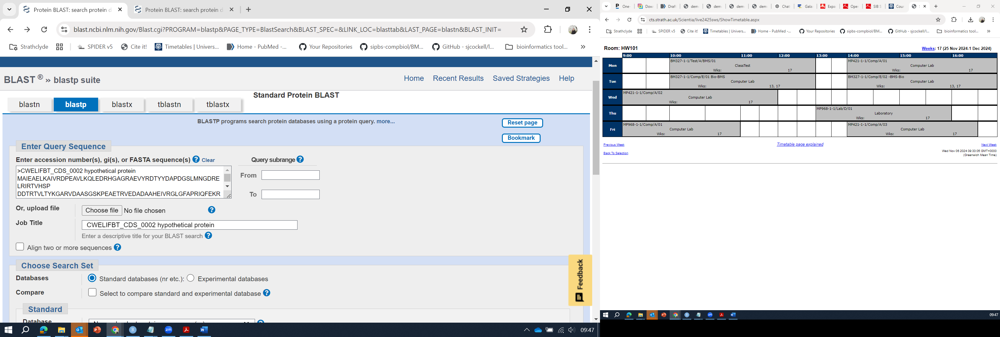 Protein BLAST: search protein d
Protein BLAST: search protein d
blast.ncbi.nlm.nih.gov/Blast.cgi?PROGRAM=blastp&PAGE_TYPE=BlastSearch&BLAST_SPEC=&LINK_LOC=blasttab&LAST_PAGE=blastn&BLAST_INIT=
Strathclyde SPIDER v5 Cite it! Timetables | Univers... Home - PubMed -... Your Repositories sipbs-compbiol/BM... GitHub - sjcockell/l... bioinformatics tool... »
BLAST ® » blastp suite
Home Recent Results Saved Strategies Help
Standard Protein BLAST
blastn blastp blastx tblastn tblastx
BLASTP programs search protein databases using a protein query. more...
Reset page
Bookmark
Enter Query Sequence
Enter accession number(s), gi(s), or FASTA sequence(s) ? Clear
Query subrange ?
>CWELIFBT_CDS_0002 hypothetical protein
MAIEAELKAIVRDPEAVLKQLEDRHGAGRAEVYRDTYYDAPDGSLMNGDRE
LRIRTVHSP
DDTRTVLTYKGARVDAASGSKPEAETRVEDADAAHEIVRGLGFAPRIQFEKR
From
To
Or, upload file Choose file No file chosen ?
Job Title CWELIFBT_CDS_0002 hypothetical protein
Enter a descriptive title for your BLAST search ?
Align two or more sequences ?
Choose Search Set
Databases Standard databases (nr etc.): Experimental databases
Compare Select to compare standard and experimental database ?
Feedback
Standard
Database
09:47
One- Dow Draft dem dem dem dem Chat Gala Expa Ope SIB S Cour S
cts.strath.ac.uk/Scientia/live2425sws/ShowTimetable.aspx
Strathclyde SPIDER v5 Cite it! Timetables | Univers... Home - PubMed -... Your Repositories sipbs-compbiol/BM... GitHub - sjcockell/l... bioinformatics tool... »
Room: HW101
Weeks: 17 (25 Nov 2024-1 Dec 2024)
9:00 10:00 11:00 12:00 13:00 14:00 15:00 16:00
Mon
BM327-1-1/Test/A/BMS/01
ClassTest
Wks: 17
MP421-1-1/Comp/A/01
Computer Lab
Wks: 17
Tue
BM327-1-1/Comp/E/01 Bio-BMS
Computer Lab
Wks: 13, 17
BM327-1-1/Comp/E/02 -BMS-Bio
Computer Lab
Wks: 13, 17
Wed
MP421-1-1/Comp/A/02
Computer Lab
Wks: 17
Thu
MP968-1-1/Lab/D/01
Laboratory
Wks: 17
Fri
MP968-1-1/Comp/A/01
Computer Lab
Wks: 17
MP421-1-1/Comp/A/03
Computer Lab
Wks: 17
Previous Week Timetable page explained Next Week
Back To Selection
Wed Nov 06 2024 09:33:05 GMT+0000
(Greenwich Mean Time)
09:47